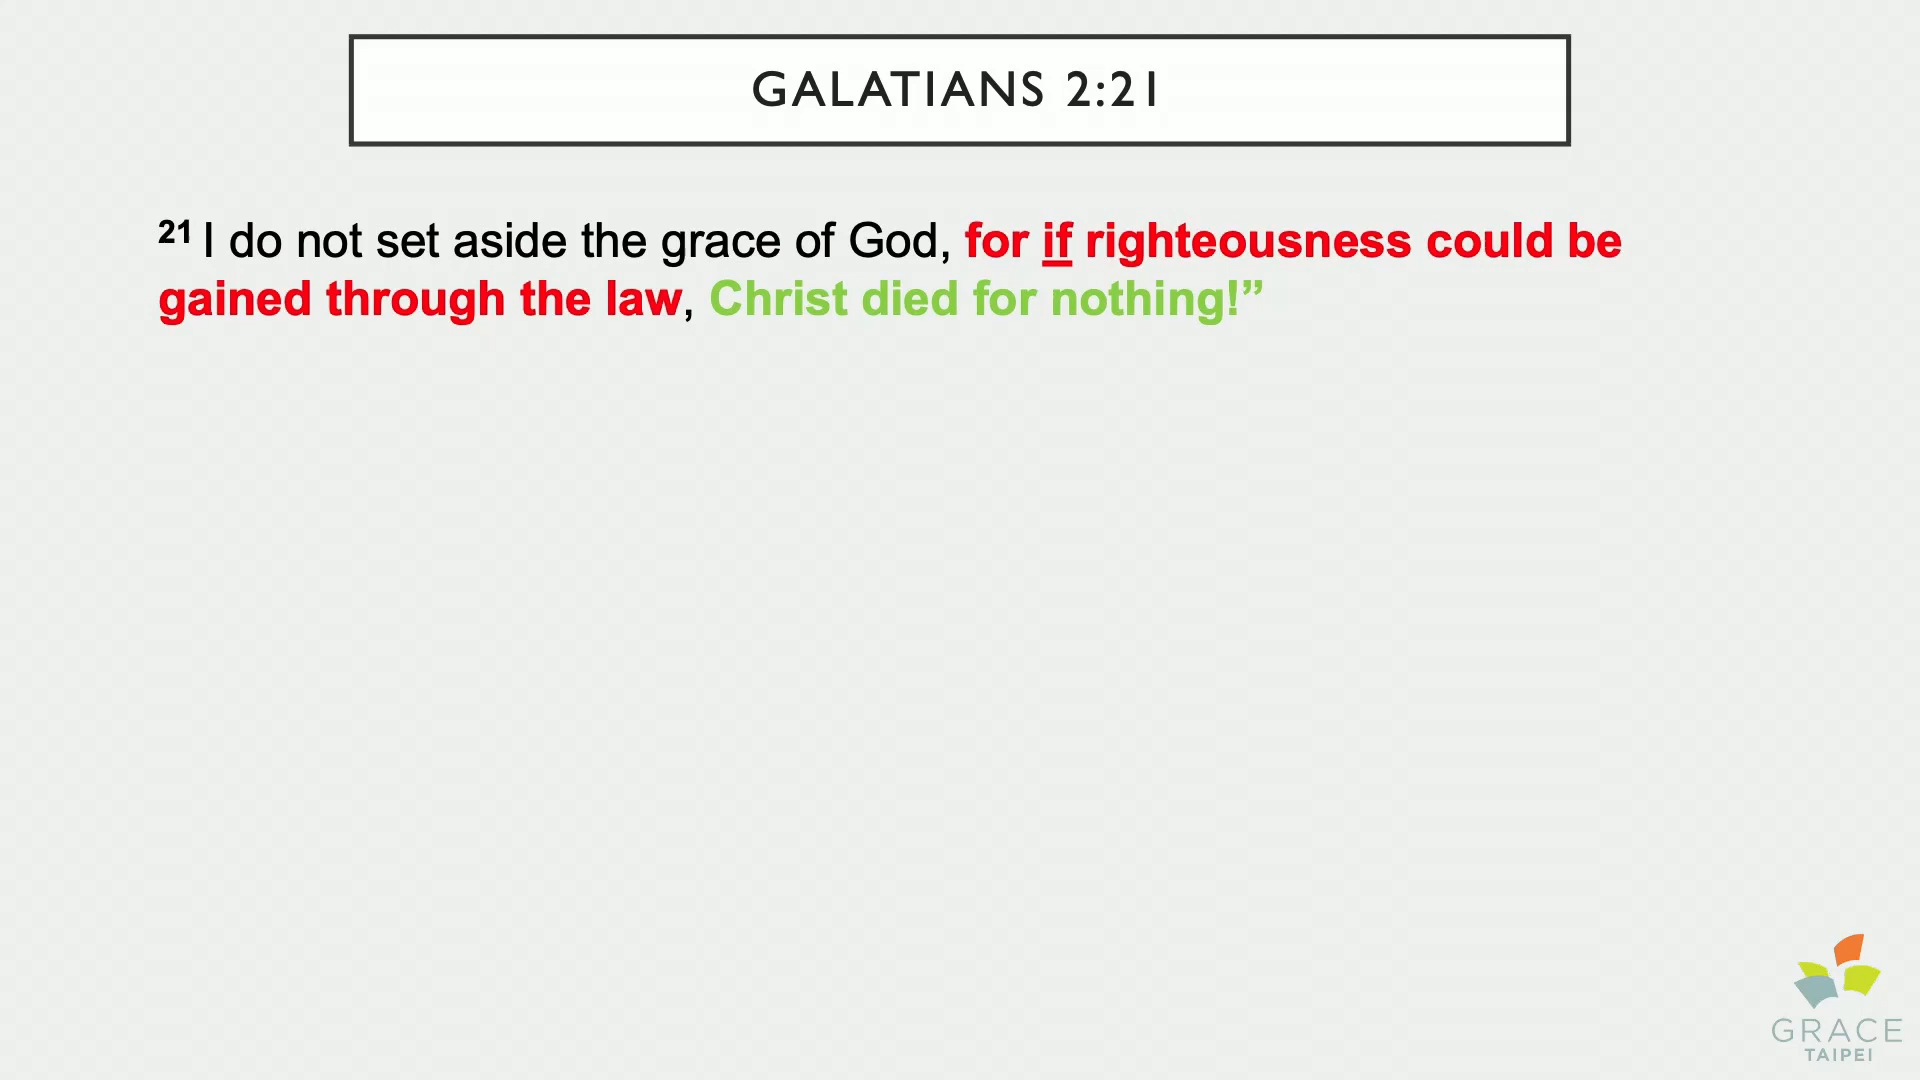 GALATIANS 2:21
21 I do not set aside the grace of God, for if righteousness could be
gained through the law, Christ died for nothing!”
GRACE
TAIPEI